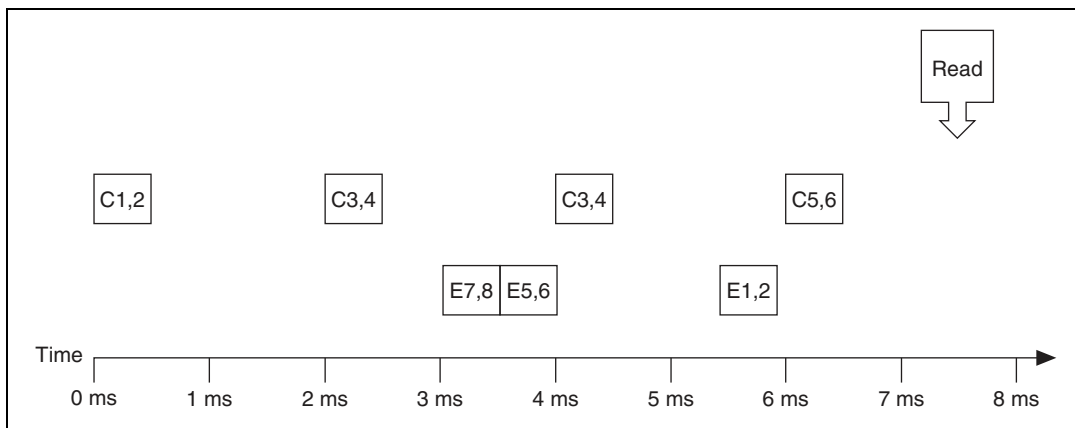 Read
C1,2 C3,4 C3,4 C5,6
E7,8 E5,6 E1,2
Time
0 ms 1 ms 2 ms 3 ms 4 ms 5 ms 6 ms 7 ms 8 ms